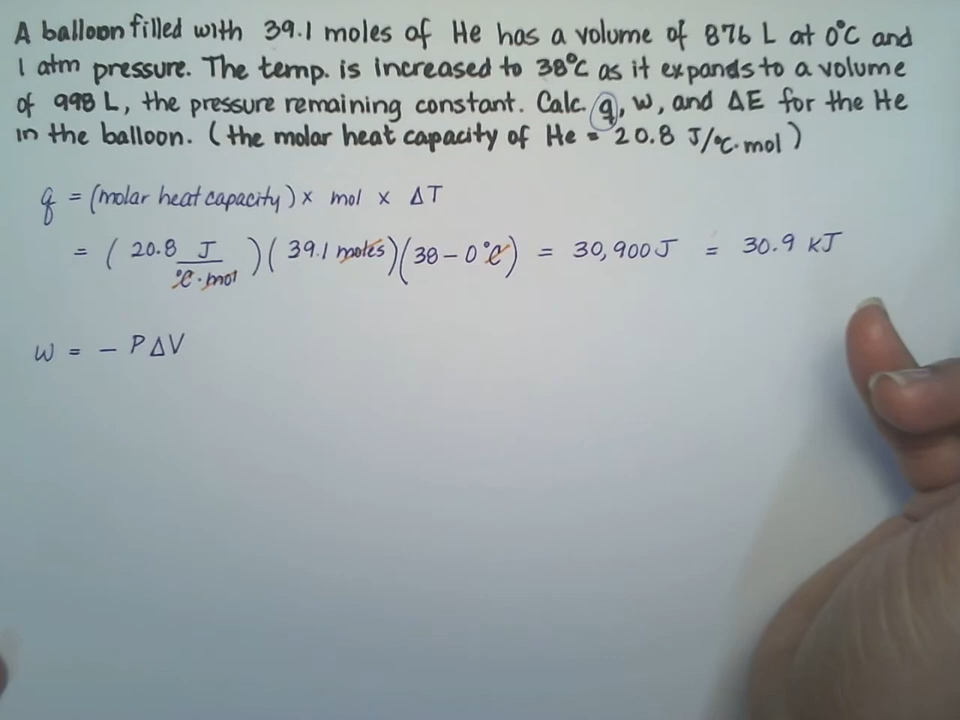 A balloon filled with 39.1 moles of He has a volume of 876 L at 0°C and
1 atm pressure. The temp. is increased to 38°C as it expands to a volume
of 998 L, the pressure remaining constant. Calc. q, w, and ΔE for the He
in the balloon. (the molar heat capacity of He = 20.8 J/°C·mol)
q = (molar heat capacity) × mol × ΔT
= (20.8 J/°C·mol)(39.1 moles)(38 – 0°C) = 30,900 J = 30.9 kJ
w = – PΔV